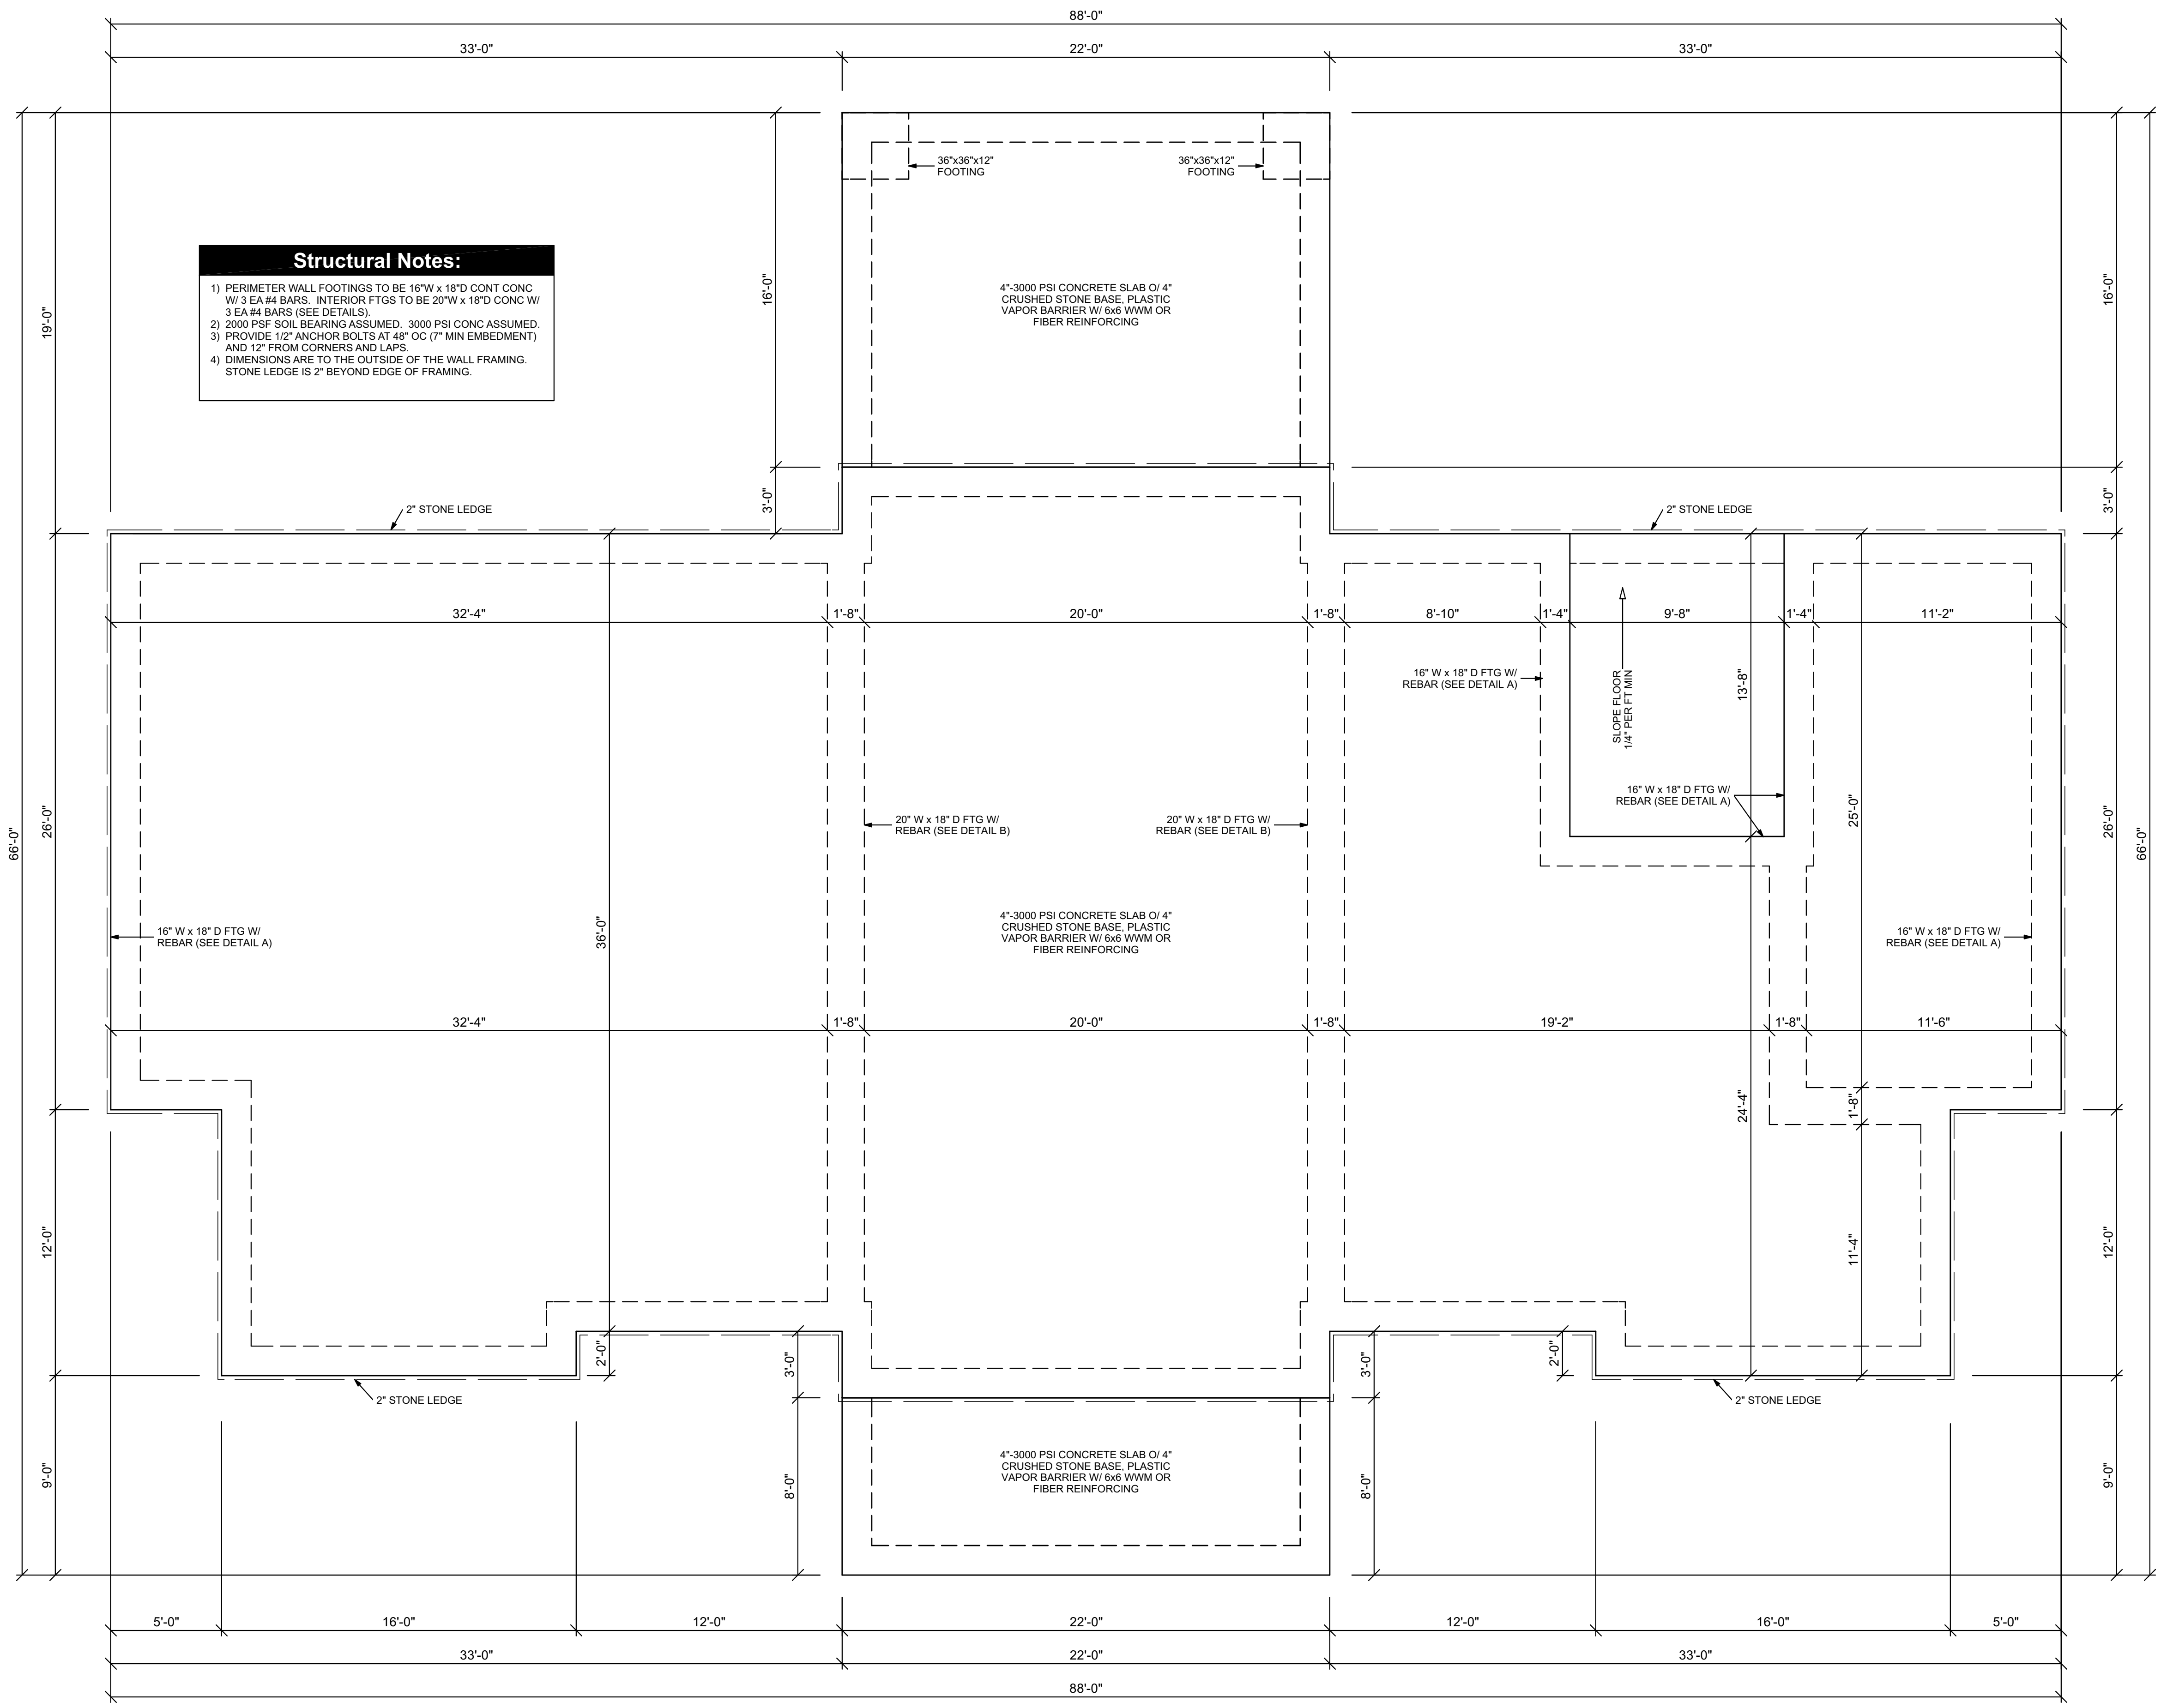 88'-0"
33'-0"
22'-0"
33'-0"
36"x36"x12"
FOOTING
36"x36"x12"
FOOTING
Structural Notes:
1) PERIMETER WALL FOOTINGS TO BE 16"W x 18"D CONT CONC
W/ 3 EA #4 BARS. INTERIOR FTGS TO BE 20"W x 18"D CONC W/
3 EA #4 BARS (SEE DETAILS).
2) 2000 PSF SOIL BEARING ASSUMED. 3000 PSI CONC ASSUMED.
3) PROVIDE 1/2" ANCHOR BOLTS AT 48" OC (7" MIN EMBEDMENT)
AND 12" FROM CORNERS AND LAPS.
4) DIMENSIONS ARE TO THE OUTSIDE OF THE WALL FRAMING.
STONE LEDGE IS 2" BEYOND EDGE OF FRAMING.
19'-0"
16'-0"
4"-3000 PSI CONCRETE SLAB O/ 4"
CRUSHED STONE BASE, PLASTIC
VAPOR BARRIER W/ 6x6 WWM OR
FIBER REINFORCING
16'-0"
3'-0"
3'-0"
2" STONE LEDGE
2" STONE LEDGE
32'-4"
1'-8"
20'-0"
1'-8"
8'-10"
1'-4"
9'-8"
1'-4"
11'-2"
16" W x 18" D FTG W/
REBAR (SEE DETAIL A)
SLOPE FLOOR
1/4" PER FT MIN
13'-8"
16" W x 18" D FTG W/
REBAR (SEE DETAIL A)
25'-0"
66'-0"
26'-0"
20" W x 18" D FTG W/
REBAR (SEE DETAIL B)
20" W x 18" D FTG W/
REBAR (SEE DETAIL B)
26'-0"
66'-0"
16" W x 18" D FTG W/
REBAR (SEE DETAIL A)
36'-0"
4"-3000 PSI CONCRETE SLAB O/ 4"
CRUSHED STONE BASE, PLASTIC
VAPOR BARRIER W/ 6x6 WWM OR
FIBER REINFORCING
16" W x 18" D FTG W/
REBAR (SEE DETAIL A)
32'-4"
1'-8"
20'-0"
1'-8"
19'-2"
1'-8"
11'-6"
24'-4"
1'-8"
12'-0"
11'-4"
12'-0"
2'-0"
3'-0"
3'-0"
2'-0"
2" STONE LEDGE
2" STONE LEDGE
9'-0"
8'-0"
4"-3000 PSI CONCRETE SLAB O/ 4"
CRUSHED STONE BASE, PLASTIC
VAPOR BARRIER W/ 6x6 WWM OR
FIBER REINFORCING
8'-0"
9'-0"
5'-0"
16'-0"
12'-0"
22'-0"
12'-0"
16'-0"
5'-0"
33'-0"
22'-0"
33'-0"
88'-0"